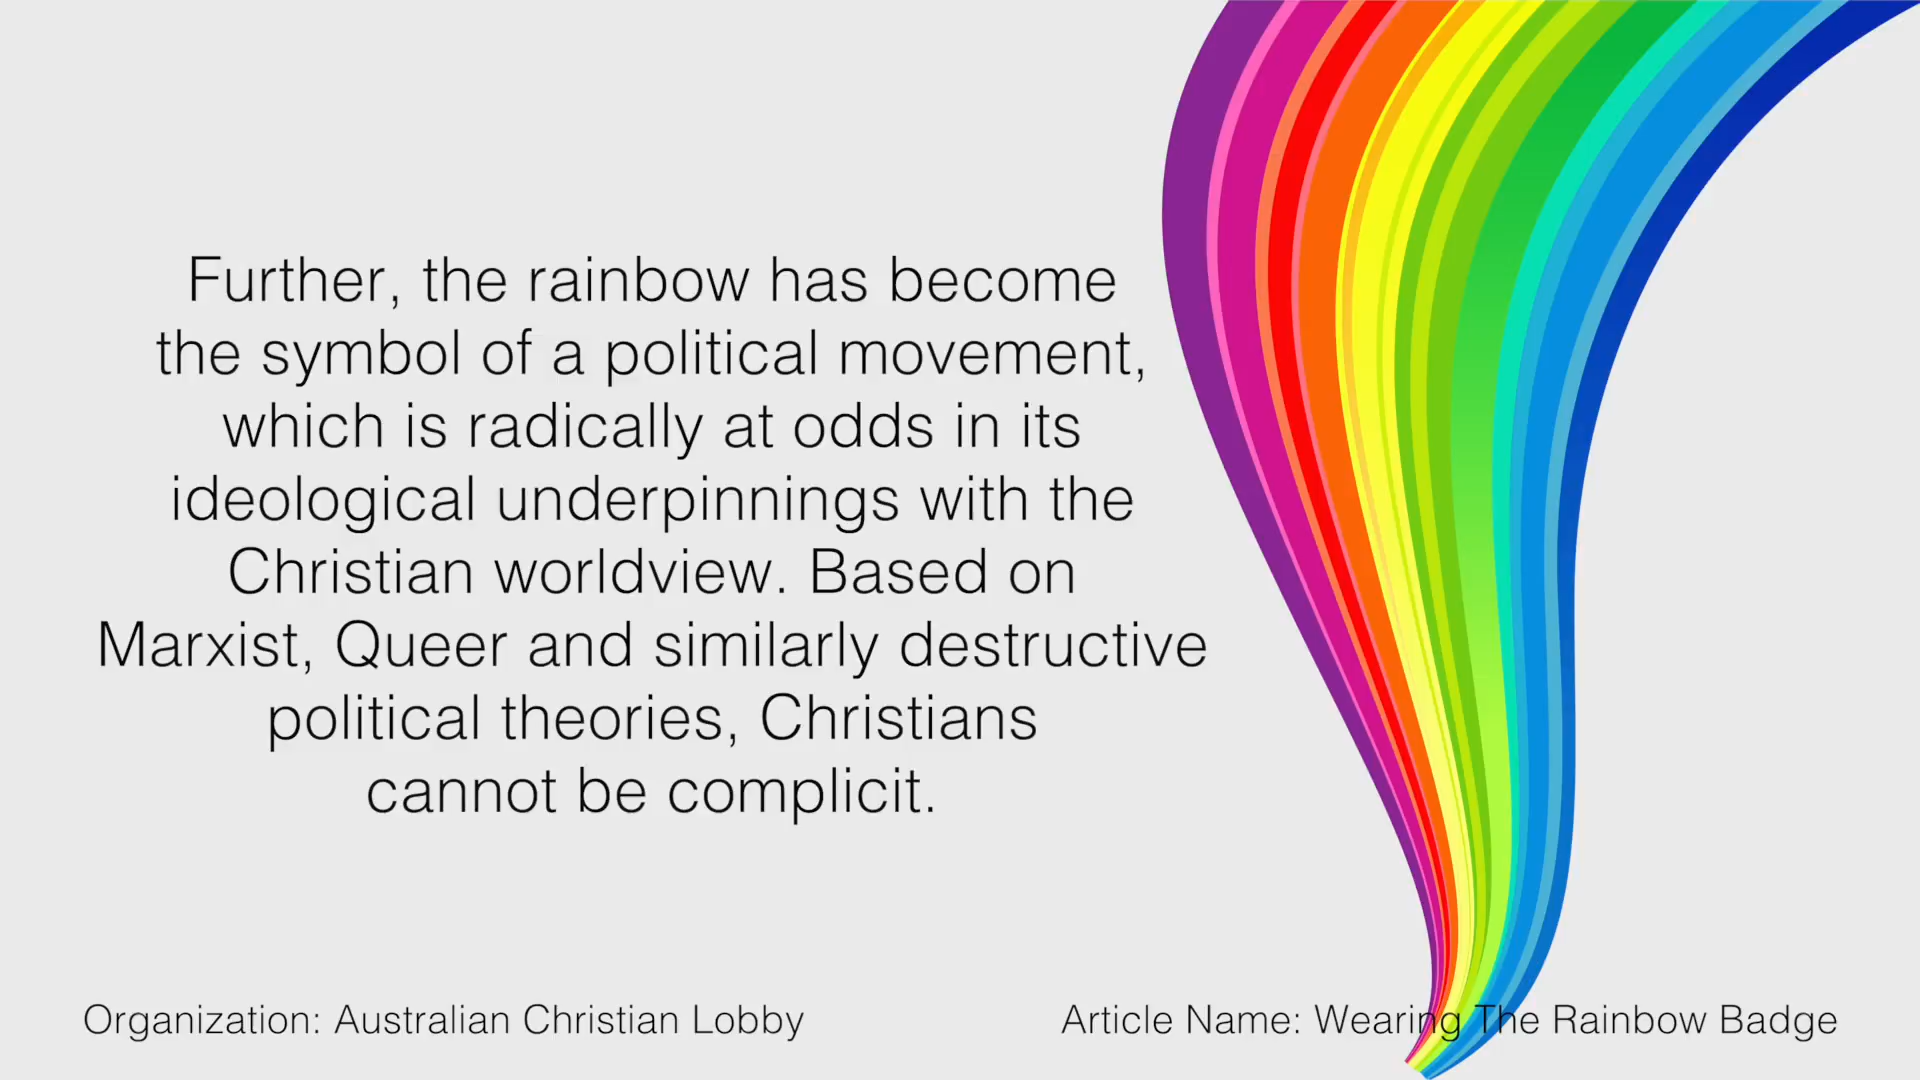 Further, the rainbow has become
the symbol of a political movement,
which is radically at odds in its
ideological underpinnings with the
Christian worldview. Based on
Marxist, Queer and similarly destructive
political theories, Christians
cannot be complicit.
Organization: Australian Christian Lobby
Article Name: Wearing The Rainbow Badge